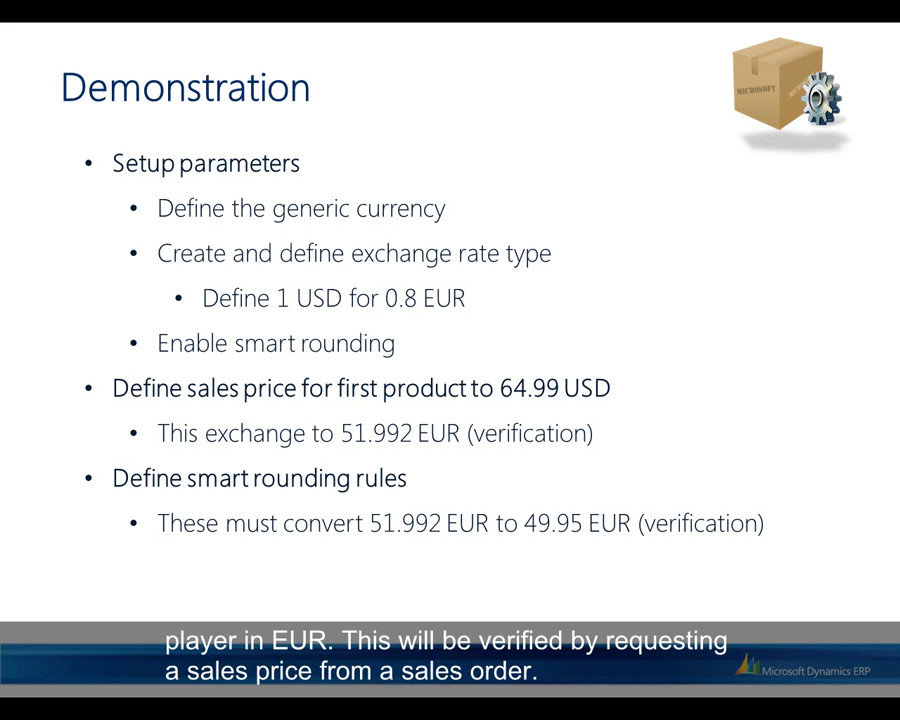 Demonstration
MICROSOFT
• Setup parameters
• Define the generic currency
• Create and define exchange rate type
• Define 1 USD for 0.8 EUR
• Enable smart rounding
• Define sales price for first product to 64.99 USD
• This exchange to 51.992 EUR (verification)
• Define smart rounding rules
• These must convert 51.992 EUR to 49.95 EUR (verification)
player in EUR. This will be verified by requesting
a sales price from a sales order.
Microsoft Dynamics ERP